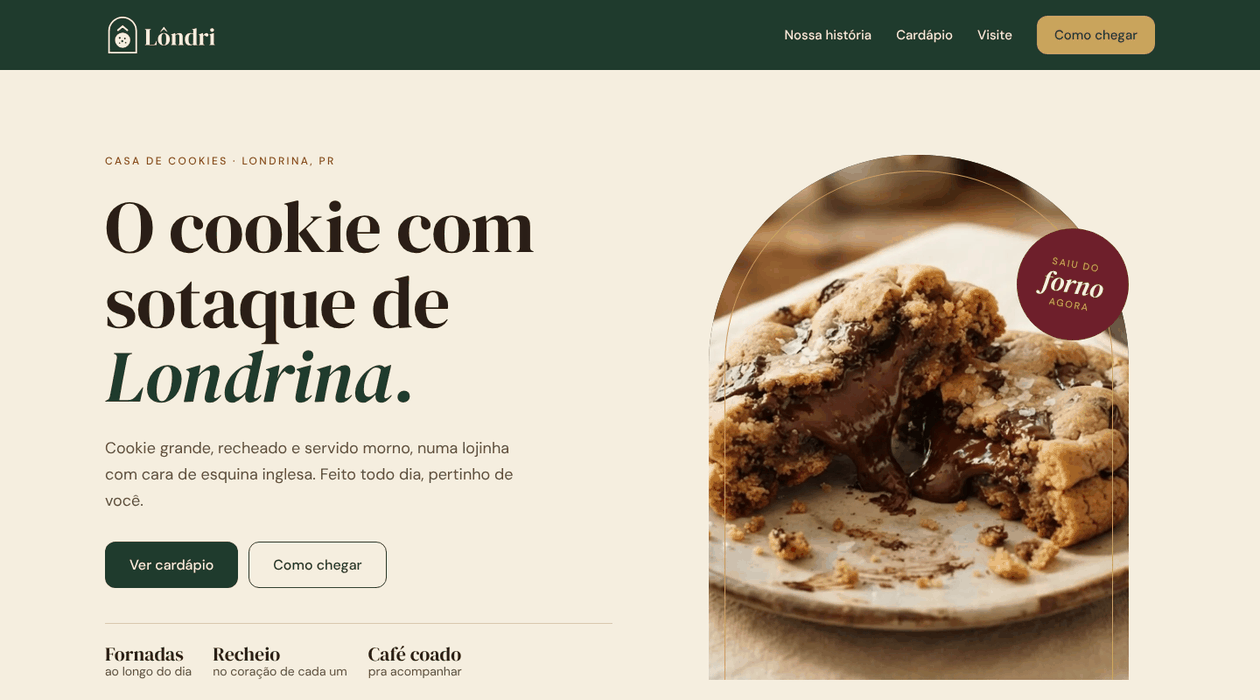 Lôndri
Nossa história
Cardápio
Visite
Como chegar
CASA DE COOKIES · LONDRINA, PR
O cookie com
sotaque de
Londrina.
Cookie grande, recheado e servido morno, numa lojinha
com cara de esquina inglesa. Feito todo dia, pertinho de
você.
Ver cardápio
Como chegar
Fornadas
ao longo do dia
Recheio
no coração de cada um
Café coado
pra acompanhar
SAIU DO
forno
AGORA